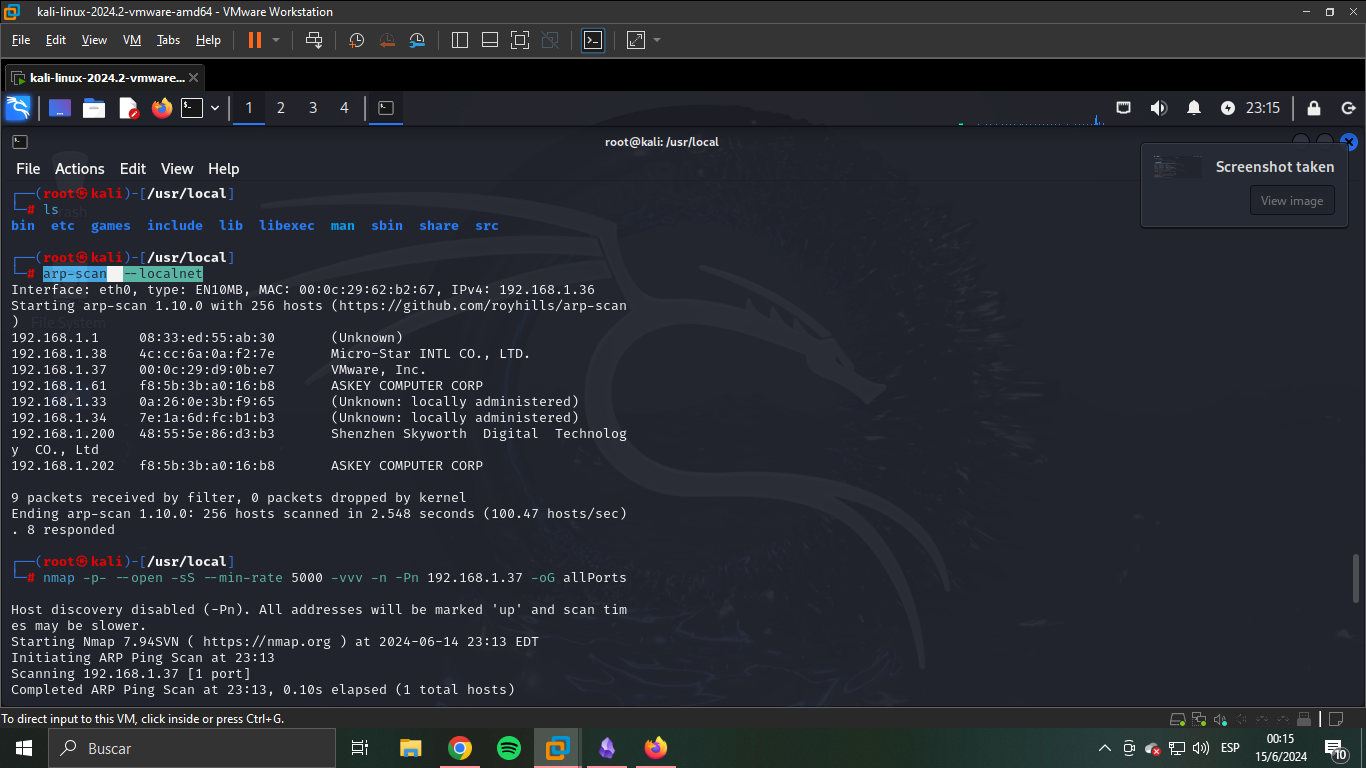 kali-linux-2024.2-vmware-amd64 - VMware Workstation
File Edit View VM Tabs Help
kali-linux-2024.2-vmware...
1 2 3 4 23:15
root@kali: /usr/local
File Actions Edit View Help
Screenshot taken
View image
┌──(root㉿kali)-[/usr/local]
└─# ls
bin etc games include lib libexec man sbin share src
┌──(root㉿kali)-[/usr/local]
└─# arp-scan --localnet
Interface: eth0, type: EN10MB, MAC: 00:0c:29:62:b2:67, IPv4: 192.168.1.36
Starting arp-scan 1.10.0 with 256 hosts (https://github.com/royhills/arp-scan
)
File System
192.168.1.1 08:33:ed:55:ab:30 (Unknown)
192.168.1.38 4c:cc:6a:0a:f2:7e Micro-Star INTL CO., LTD.
192.168.1.37 00:0c:29:d9:0b:e7 VMware, Inc.
192.168.1.61 f8:5b:3b:a0:16:b8 ASKEY COMPUTER CORP
192.168.1.33 0a:26:0e:3b:f9:65 (Unknown: locally administered)
192.168.1.34 7e:1a:6d:fc:b1:b3 (Unknown: locally administered)
192.168.1.200 48:55:5e:86:d3:b3 Shenzhen Skyworth Digital Technolog
y CO., Ltd
192.168.1.202 f8:5b:3b:a0:16:b8 ASKEY COMPUTER CORP
9 packets received by filter, 0 packets dropped by kernel
Ending arp-scan 1.10.0: 256 hosts scanned in 2.548 seconds (100.47 hosts/sec)
. 8 responded
┌──(root㉿kali)-[/usr/local]
└─# nmap -p- --open -sS --min-rate 5000 -vvv -n -Pn 192.168.1.37 -oG allPorts
Host discovery disabled (-Pn). All addresses will be marked 'up' and scan tim
es may be slower.
Starting Nmap 7.94SVN ( https://nmap.org ) at 2024-06-14 23:13 EDT
Initiating ARP Ping Scan at 23:13
Scanning 192.168.1.37 [1 port]
Completed ARP Ping Scan at 23:13, 0.10s elapsed (1 total hosts)
To direct input to this VM, click inside or press Ctrl+G.
Buscar
ESP
00:15
15/6/2024
10